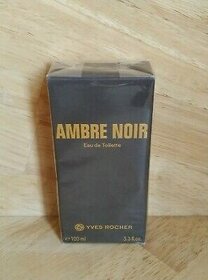 AMBRE NOIR
Eau de Toilette
YVES ROCHER
e 100 ml 3.3 fl.oz.